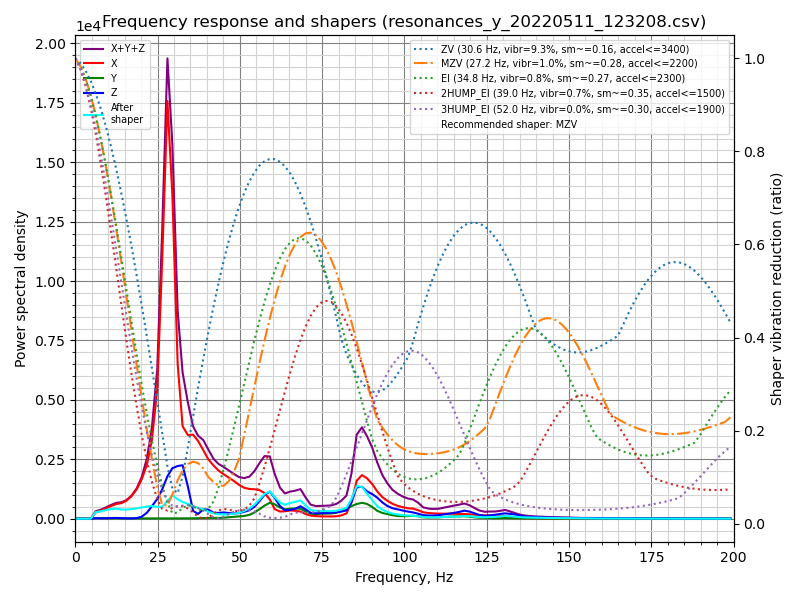 Frequency response and shapers (resonances_y_20220511_123208.csv)
1e4
X+Y+Z
X
Y
Z
After
shaper
ZV (30.6 Hz, vibr=9.3%, sm~=0.16, accel<=3400)
MZV (27.2 Hz, vibr=1.0%, sm~=0.28, accel<=2200)
EI (34.8 Hz, vibr=0.8%, sm~=0.27, accel<=2300)
2HUMP_EI (39.0 Hz, vibr=0.7%, sm~=0.35, accel<=1500)
3HUMP_EI (52.0 Hz, vibr=0.0%, sm~=0.30, accel<=1900)
Recommended shaper: MZV
Power spectral density
2.00
1.75
1.50
1.25
1.00
0.75
0.50
0.25
0.00
Shaper vibration reduction (ratio)
1.0
0.8
0.6
0.4
0.2
0.0
0
25
50
75
100
125
150
175
200
Frequency, Hz